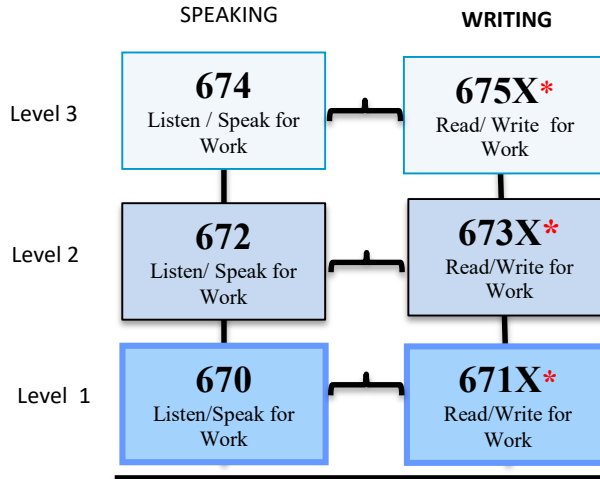 SPEAKING WRITING
Level 3
674
Listen / Speak for
Work
675X*
Read/ Write for
Work
Level 2
672
Listen/ Speak for
Work
673X*
Read/Write for
Work
Level 1
670
Listen/Speak for
Work
671X*
Read/Write for
Work